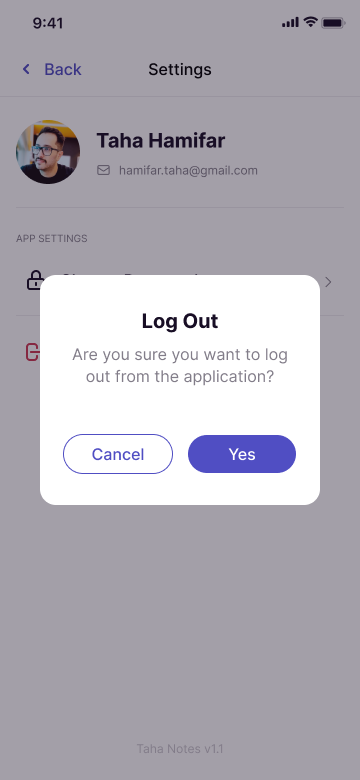 9:41
Back
Settings
Taha Hamifar
hamifar.taha@gmail.com
APP SETTINGS
Log Out
Are you sure you want to log
out from the application?
Cancel
Yes
Taha Notes v1.1